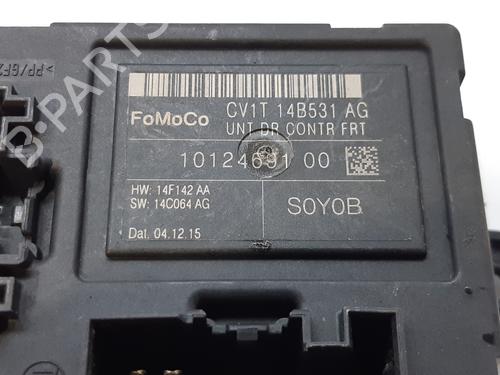 FoMoCo
CV1T 14B531 AG
UNT DR CONTR FRT
10124691 00
HW: 14F142 AA
SW: 14C064 AG
S0Y0B
Dat. 04.12.15